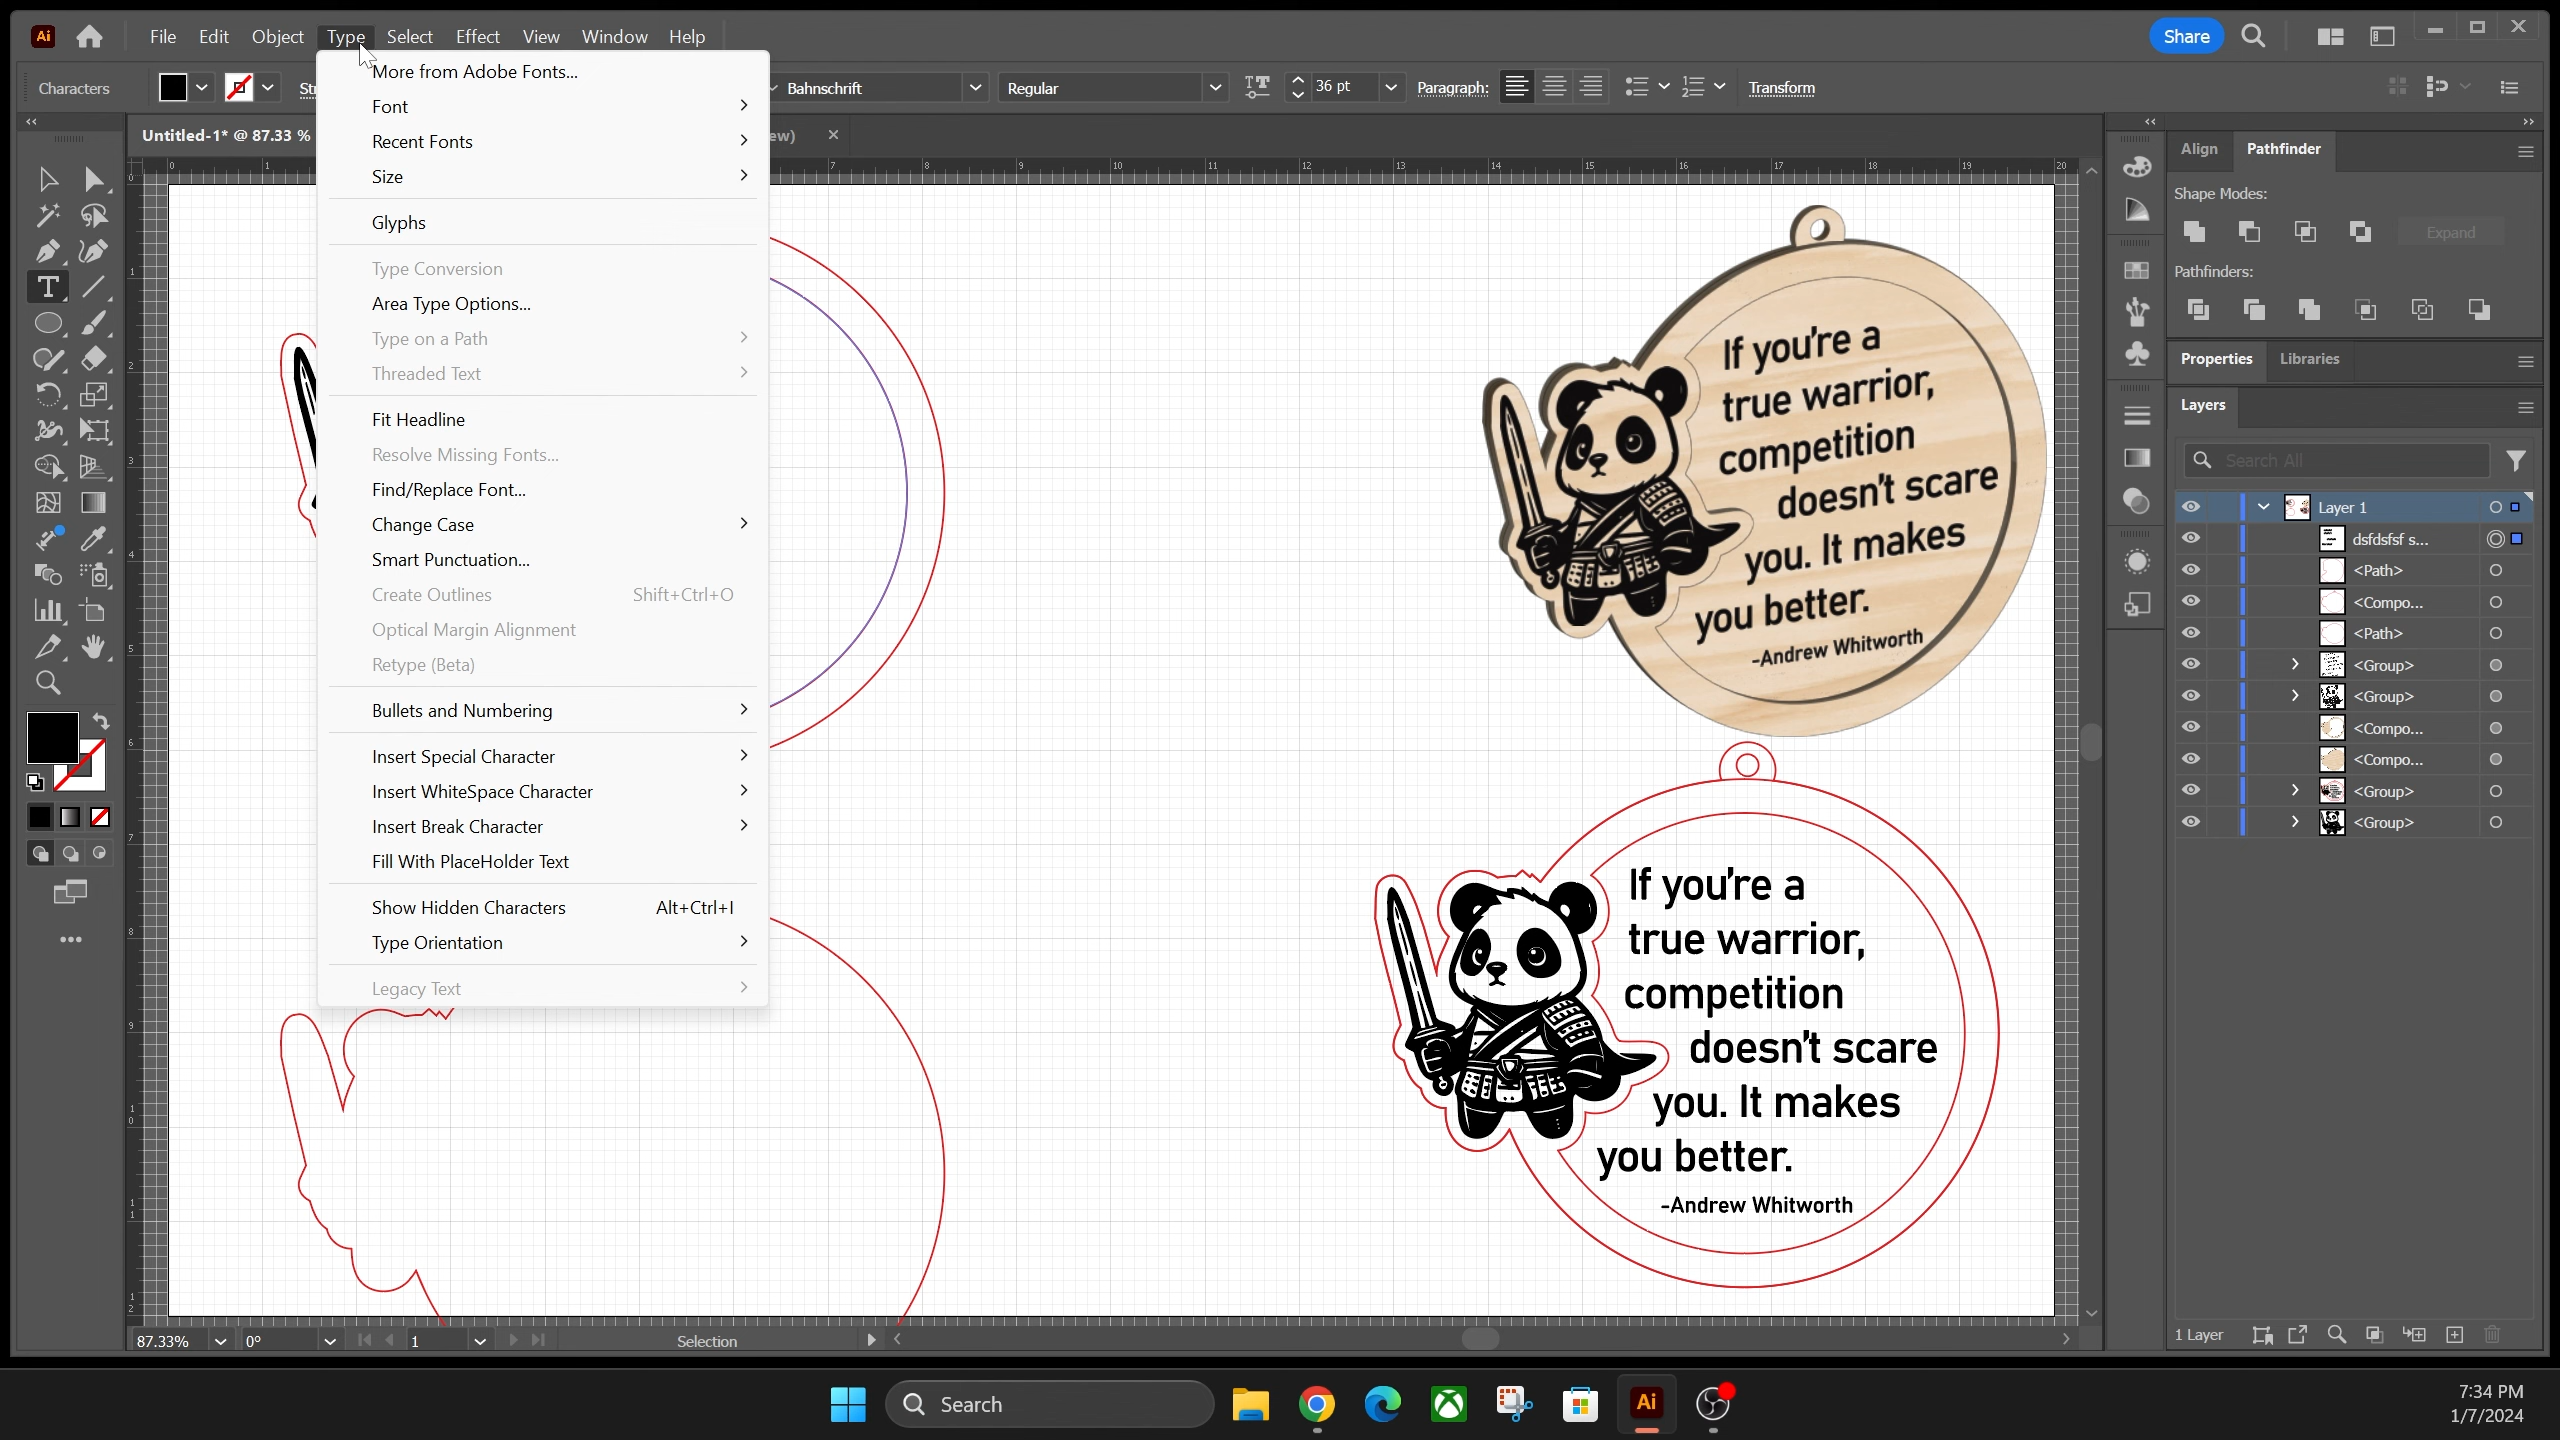 Ai File Edit Object Type Select Effect View Window Help Share
Characters Bahnschrift Regular 36 pt Paragraph: Transform
Untitled-1* @ 87.33 %
More from Adobe Fonts...
Font
Recent Fonts
Size
Glyphs
Type Conversion
Area Type Options...
Type on a Path
Threaded Text
Fit Headline
Resolve Missing Fonts...
Find/Replace Font...
Change Case
Smart Punctuation...
Create Outlines Shift+Ctrl+O
Optical Margin Alignment
Retype (Beta)
Bullets and Numbering
Insert Special Character
Insert WhiteSpace Character
Insert Break Character
Fill With PlaceHolder Text
Show Hidden Characters Alt+Ctrl+I
Type Orientation
Legacy Text
If you're a
true warrior,
competition
doesn't scare
you. It makes
you better.
-Andrew Whitworth
If you're a
true warrior,
competition
doesn't scare
you. It makes
you better.
-Andrew Whitworth
Align Pathfinder
Shape Modes:
Expand
Pathfinders:
Properties Libraries
Layers
Search All
Layer 1
dsfdsfsf s...
<Path>
<Compo...
<Path>
<Group>
<Group>
<Compo...
<Compo...
<Group>
<Group>
1 Layer
87.33% 0° 1 Selection
Search
Ai
7:34 PM
1/7/2024